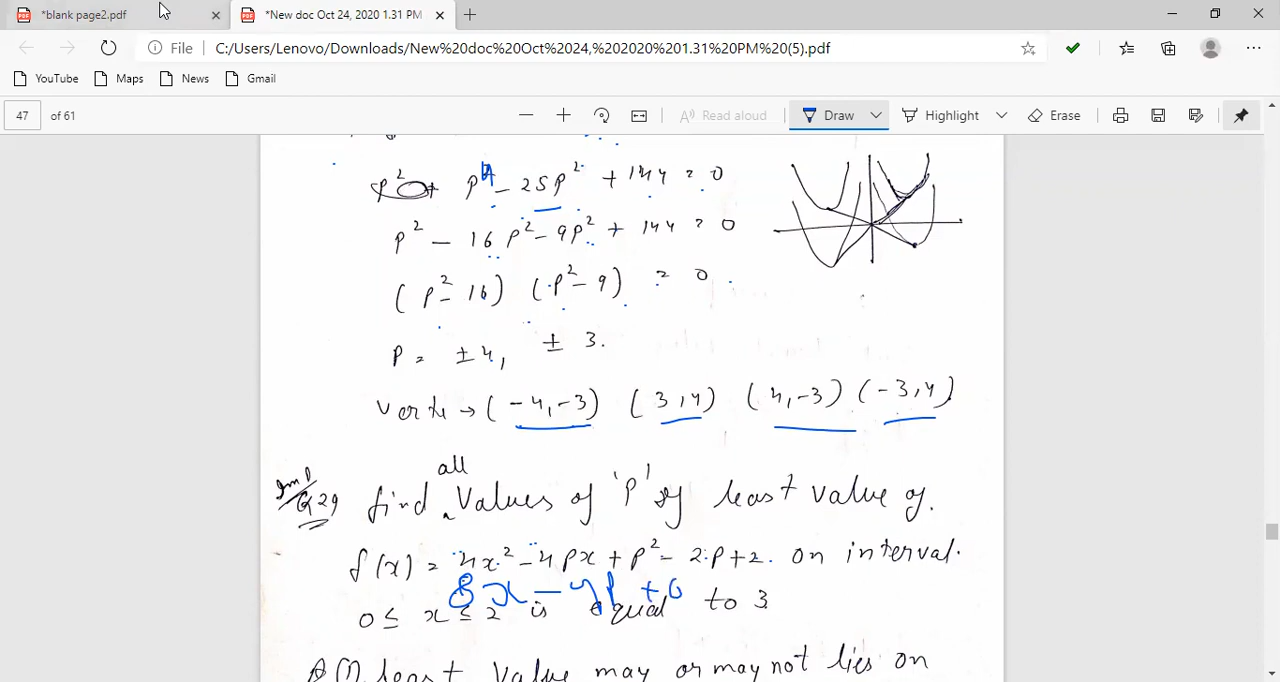 *blank page2.pdf
*New doc Oct 24, 2020 1.31 PM
File
C:/Users/Lenovo/Downloads/New%20doc%20Oct%2024,%202020%201.31%20PM%20(5).pdf
YouTube Maps News Gmail
47 of 61
Read aloud Draw Highlight Erase
p⁴ - 25p² + 144 = 0
p² - 16p² - 9p² + 144 = 0
(p² - 16) (p² - 9) = 0
P = ± 4, ± 3.
(-4,-3) (3,4) (4,-3) (-3,4)
all
Q29 find values of 'P' if least value of.
f(x) = 4x² - 4px + p² - 2p + 2. on interval.
8x - 4p + 0
0 ≤ x ≤ 2 is equal to 3
least value may or may not lies on